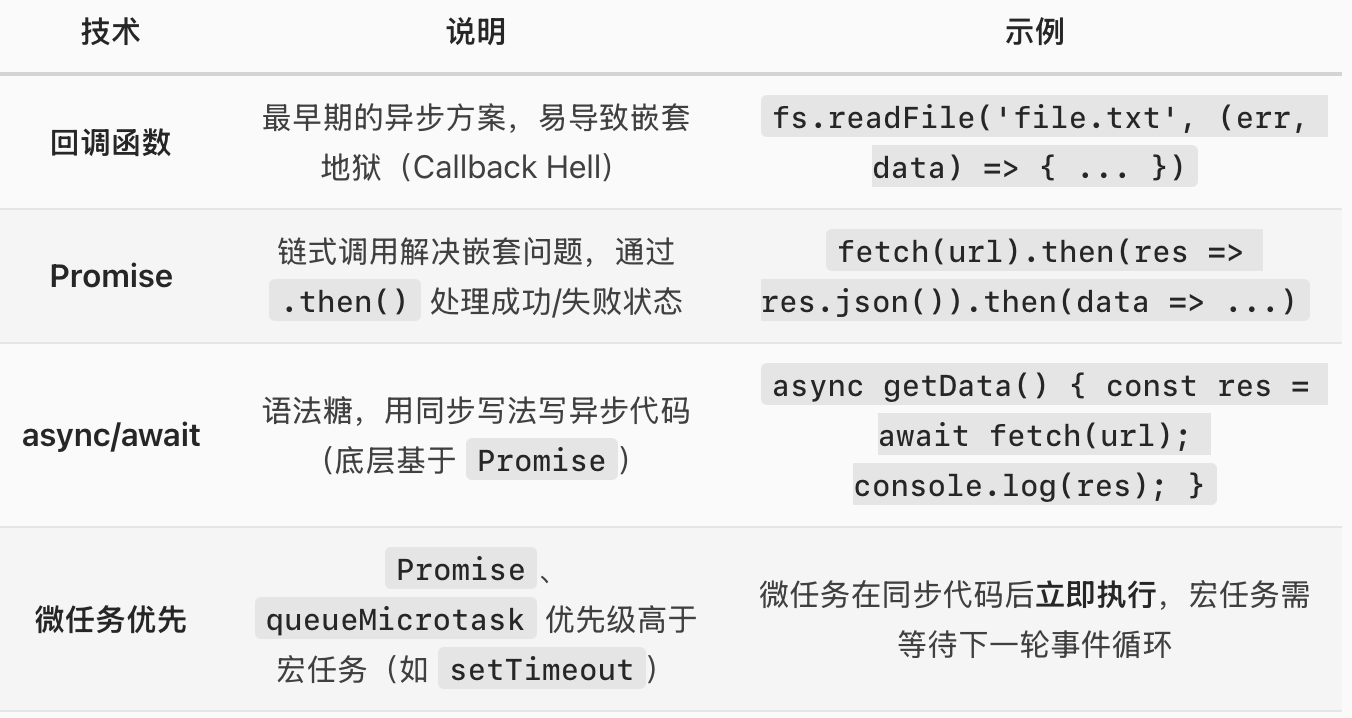 技术 说明 示例
回调函数
最早期的异步方案，易导致嵌套
地狱（Callback Hell）
fs.readFile('file.txt', (err,
data) => { ... })
Promise
链式调用解决嵌套问题，通过
.then() 处理成功/失败状态
fetch(url).then(res =>
res.json()).then(data => ...)
async/await
语法糖，用同步写法写异步代码
（底层基于 Promise）
async getData() { const res =
await fetch(url);
console.log(res); }
微任务优先
Promise、
queueMicrotask 优先级高于
宏任务（如 setTimeout）
微任务在同步代码后立即执行，宏任务需
等待下一轮事件循环